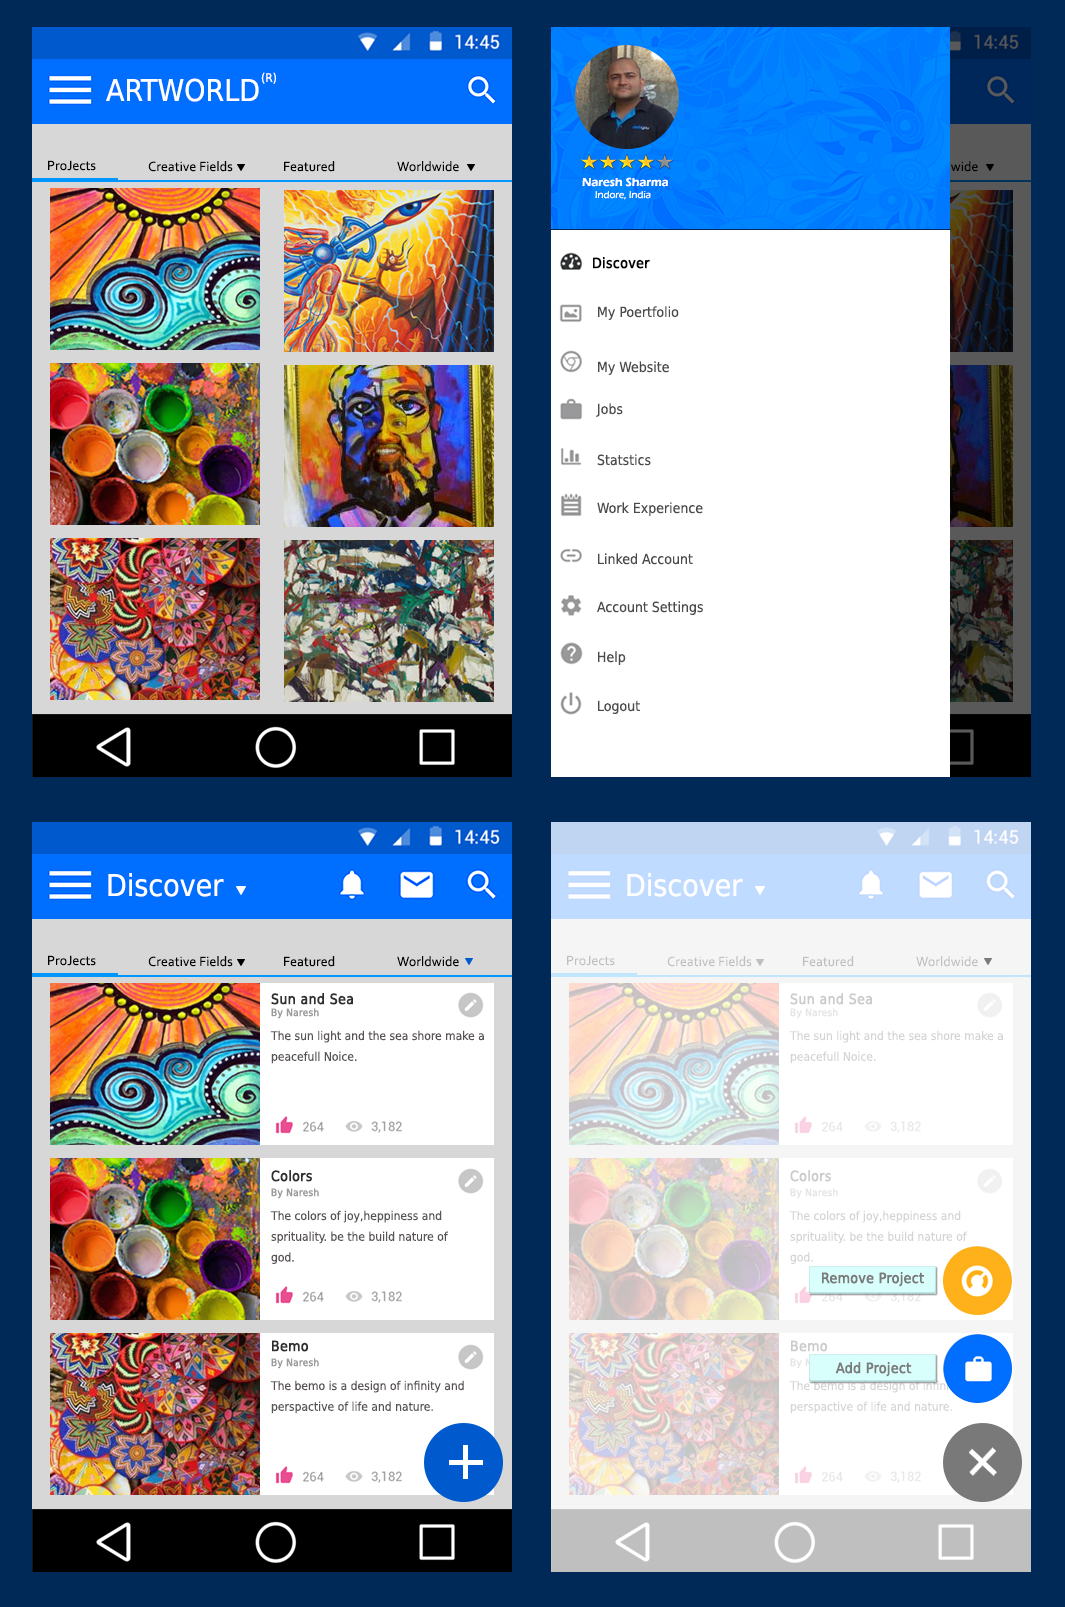 14:45
ARTWORLD(R)
ProJects
Creative Fields
Featured
Worldwide
14:45
wide
Naresh Sharma
Indore, India
Discover
My Poertfolio
My Website
Jobs
Statstics
Work Experience
Linked Account
Account Settings
Help
Logout
14:45
Discover
ProJects
Creative Fields
Featured
Worldwide
Sun and Sea
By Naresh
The sun light and the sea shore make a
peacefull Noice.
264
3,182
Colors
By Naresh
The colors of joy,heppiness and
sprituality. be the build nature of
god.
264
3,182
Bemo
By Naresh
The bemo is a design of infinity and
perspactive of life and nature.
264
3,182
14:45
Discover
ProJects
Creative Fields
Featured
Worldwide
Sun and Sea
By Naresh
The sun light and the sea shore make a
peacefull Noice.
264
3,182
Colors
By Naresh
The colors of joy,heppiness and
sprituality. be the build nature of
god.
Remove Project
264
3,182
Bemo
By N
Add Project
The bemo is a design of infin
perspactive of life and nature.
264
3,182